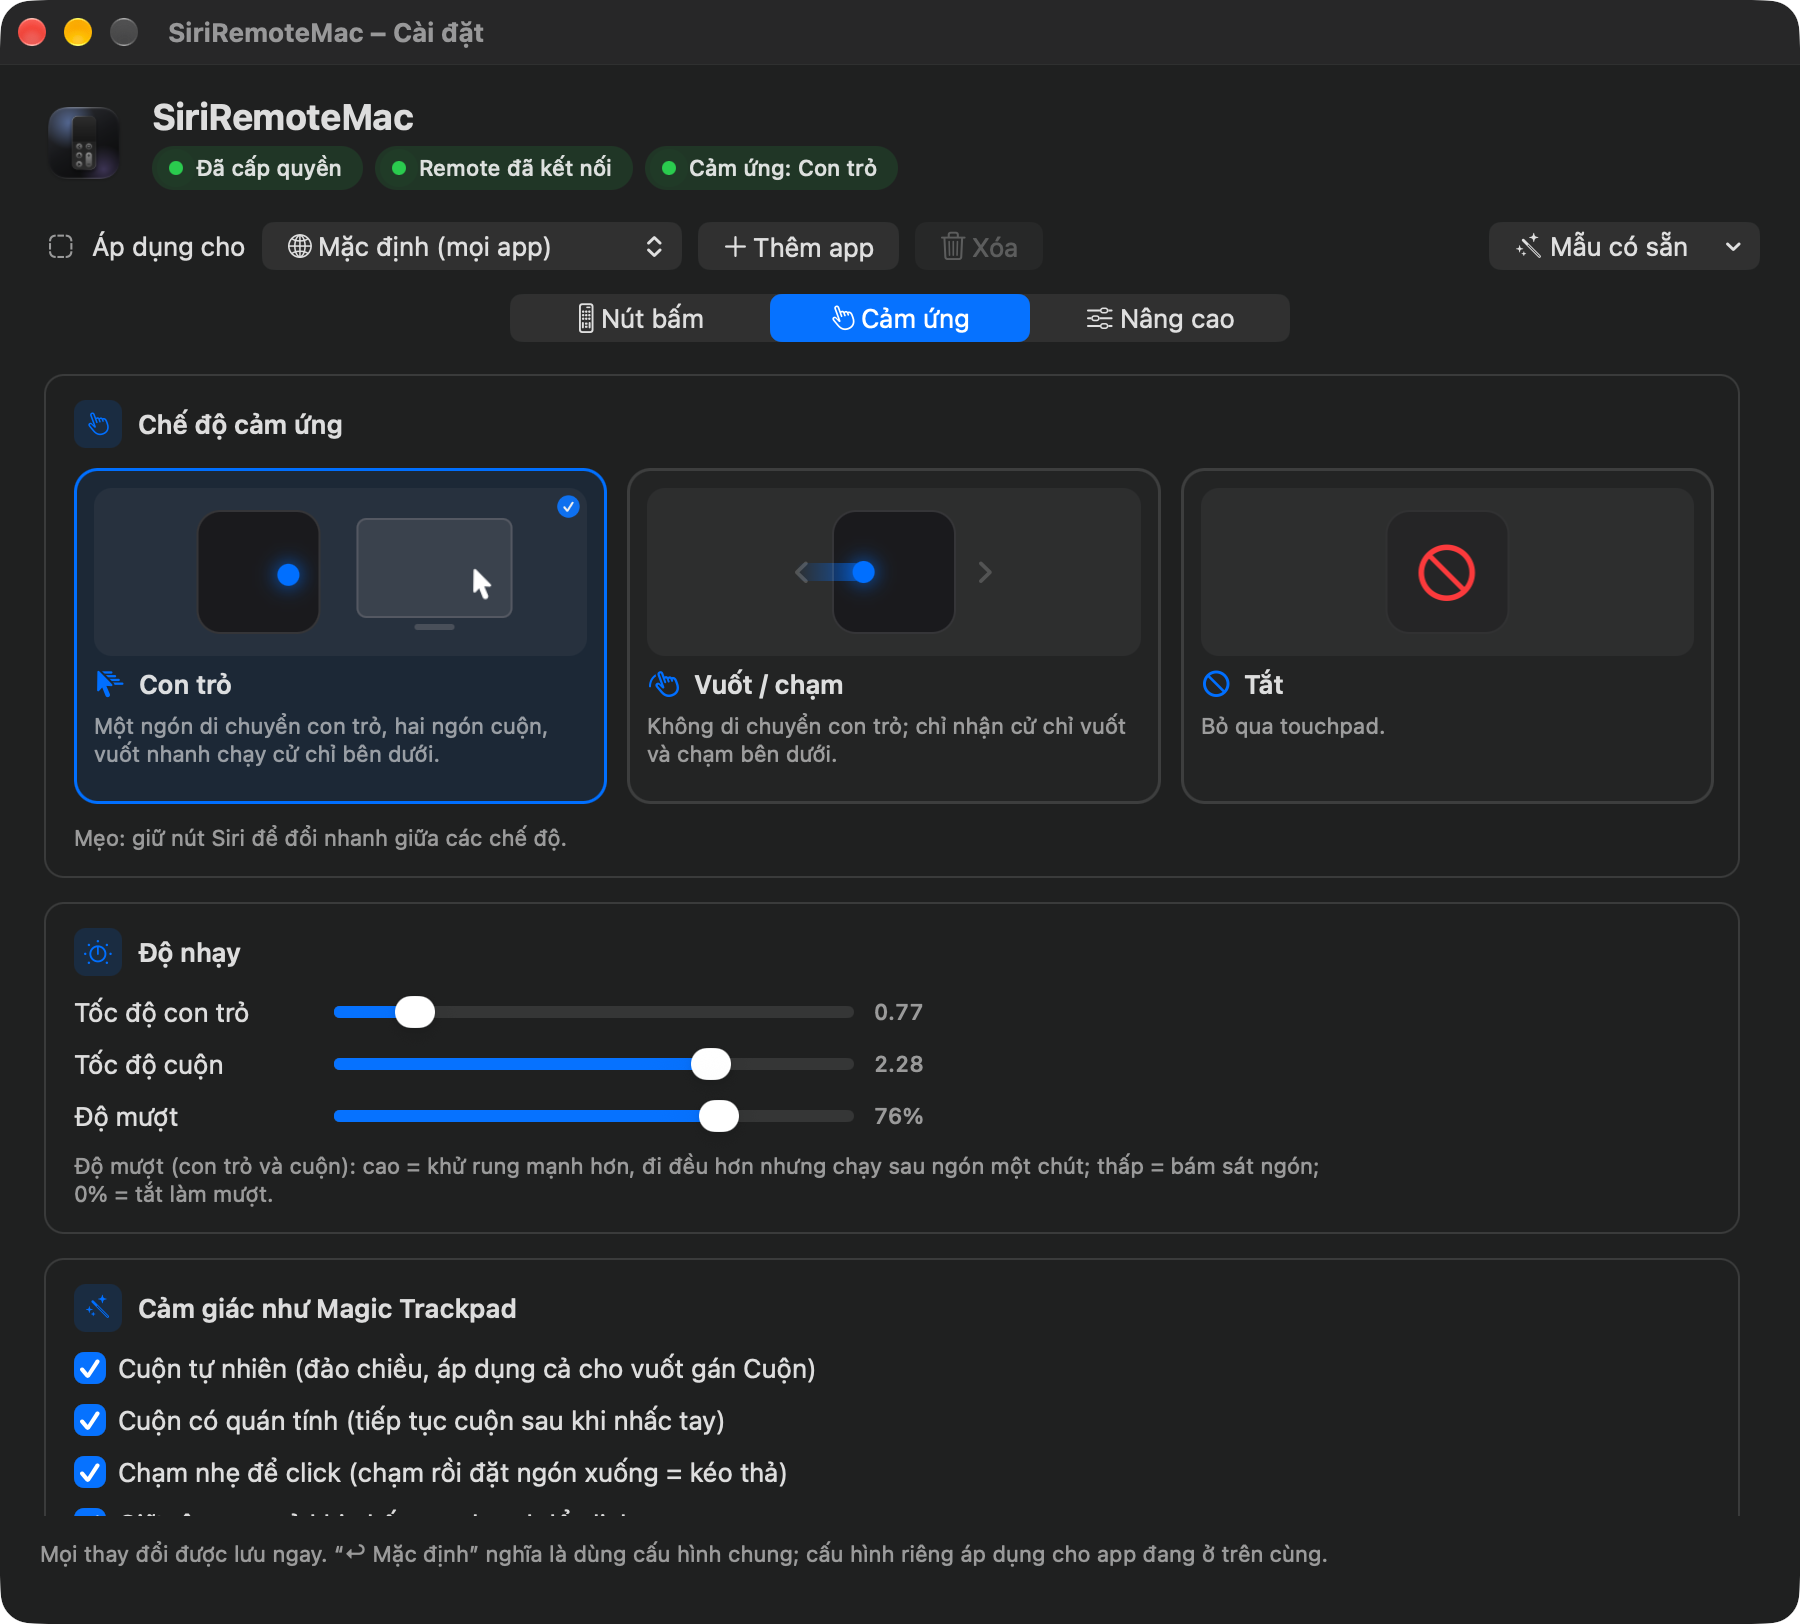 SiriRemoteMac – Cài đặt
SiriRemoteMac
Đã cấp quyền
Remote đã kết nối
Cảm ứng: Con trỏ
Áp dụng cho
Mặc định (mọi app)
Thêm app
Xóa
Mẫu có sẵn
Nút bấm
Cảm ứng
Nâng cao
Chế độ cảm ứng
Con trỏ
Một ngón di chuyển con trỏ, hai ngón cuộn,
vuốt nhanh chạy cử chỉ bên dưới.
Vuốt / chạm
Không di chuyển con trỏ; chỉ nhận cử chỉ vuốt
và chạm bên dưới.
Tắt
Bỏ qua touchpad.
Mẹo: giữ nút Siri để đổi nhanh giữa các chế độ.
Độ nhạy
Tốc độ con trỏ
0.77
Tốc độ cuộn
2.28
Độ mượt
76%
Độ mượt (con trỏ và cuộn): cao = khử rung mạnh hơn, đi đều hơn nhưng chạy sau ngón một chút; thấp = bám sát ngón;
0% = tắt làm mượt.
Cảm giác như Magic Trackpad
Cuộn tự nhiên (đảo chiều, áp dụng cả cho vuốt gán Cuộn)
Cuộn có quán tính (tiếp tục cuộn sau khi nhấc tay)
Chạm nhẹ để click (chạm rồi đặt ngón xuống = kéo thả)
Mọi thay đổi được lưu ngay. “↩ Mặc định” nghĩa là dùng cấu hình chung; cấu hình riêng áp dụng cho app đang ở trên cùng.